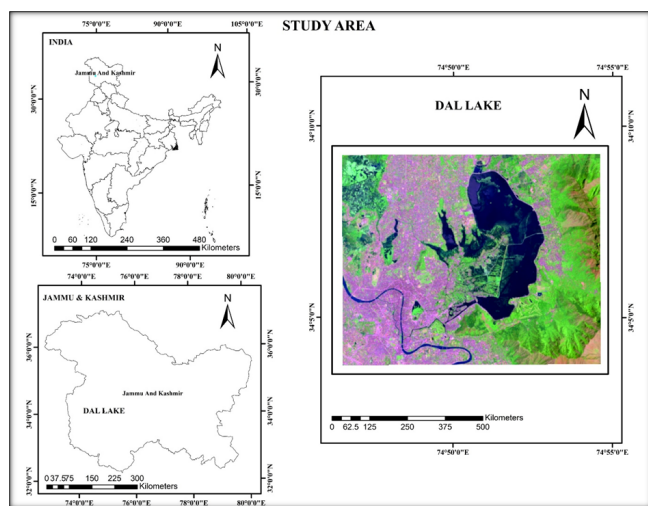 STUDY AREA
75°0'0"E 90°0'0"E 105°0'0"E
INDIA
N
Jammu And Kashmir
30°0'0"N
30°0'0"N
15°0'0"N
15°0'0"N
0 60 120 240 360 480
Kilometers
75°0'0"E 90°0'0"E
74°0'0"E 76°0'0"E 78°0'0"E 80°0'0"E
JAMMU & KASHMIR
N
36°0'0"N
36°0'0"N
Jammu And Kashmir
DAL LAKE
34°0'0"N
34°0'0"N
32°0'0"N
32°0'0"N
0 37.5 75 150 225 300
Kilometers
74°0'0"E 76°0'0"E 78°0'0"E 80°0'0"E
74°50'0"E 74°55'0"E
DAL LAKE
N
34°10'0"N
34°10'0"N
34°5'0"N
34°5'0"N
Kilometers
0 62.5 125 250 375 500
74°50'0"E 74°55'0"E